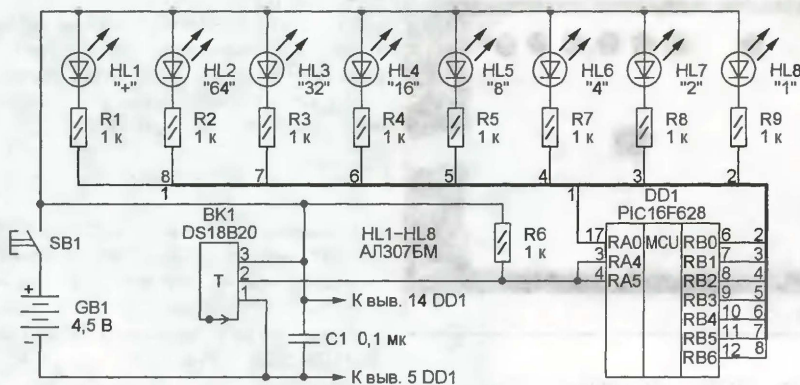 HL1 HL2 HL3 HL4 HL5 HL6 HL7 HL8
"+" "64" "32" "16" "8" "4" "2" "1"
R1 R2 R3 R4 R5 R7 R8 R9
1 к 1 к 1 к 1 к 1 к 1 к 1 к 1 к
8 7 6 5 4 3 2
1 1
BK1
DS18B20
HL1–HL8
АЛ307БМ
R6
1 к
DD1
PIC16F628
SB1
T
3
2
1
17 RA0 MCU RB0 6 2
3 RA4 RB1 7 3
4 RA5 RB2 8 4
RB3 9 5
RB4 10 6
RB5 11 7
RB6 12 8
+
GB1
4,5 В
–
К выв. 14 DD1
C1 0,1 мк
К выв. 5 DD1